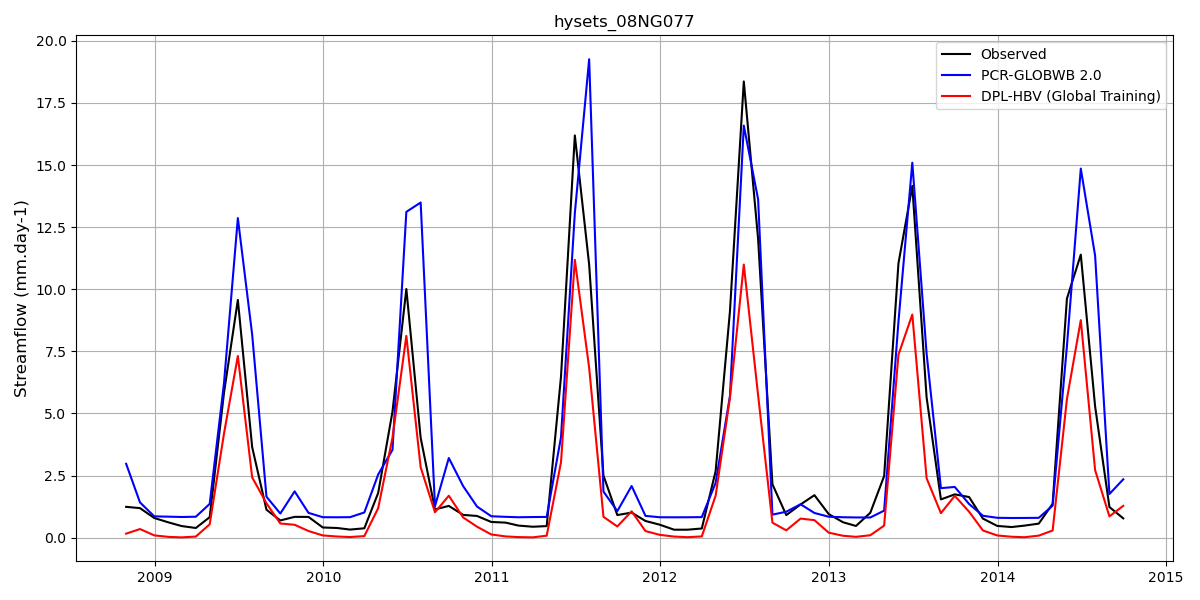 hysets_08NG077
Observed
PCR-GLOBWB 2.0
DPL-HBV (Global Training)
Streamflow (mm.day-1)
20.0
17.5
15.0
12.5
10.0
7.5
5.0
2.5
0.0
2009 2010 2011 2012 2013 2014 2015